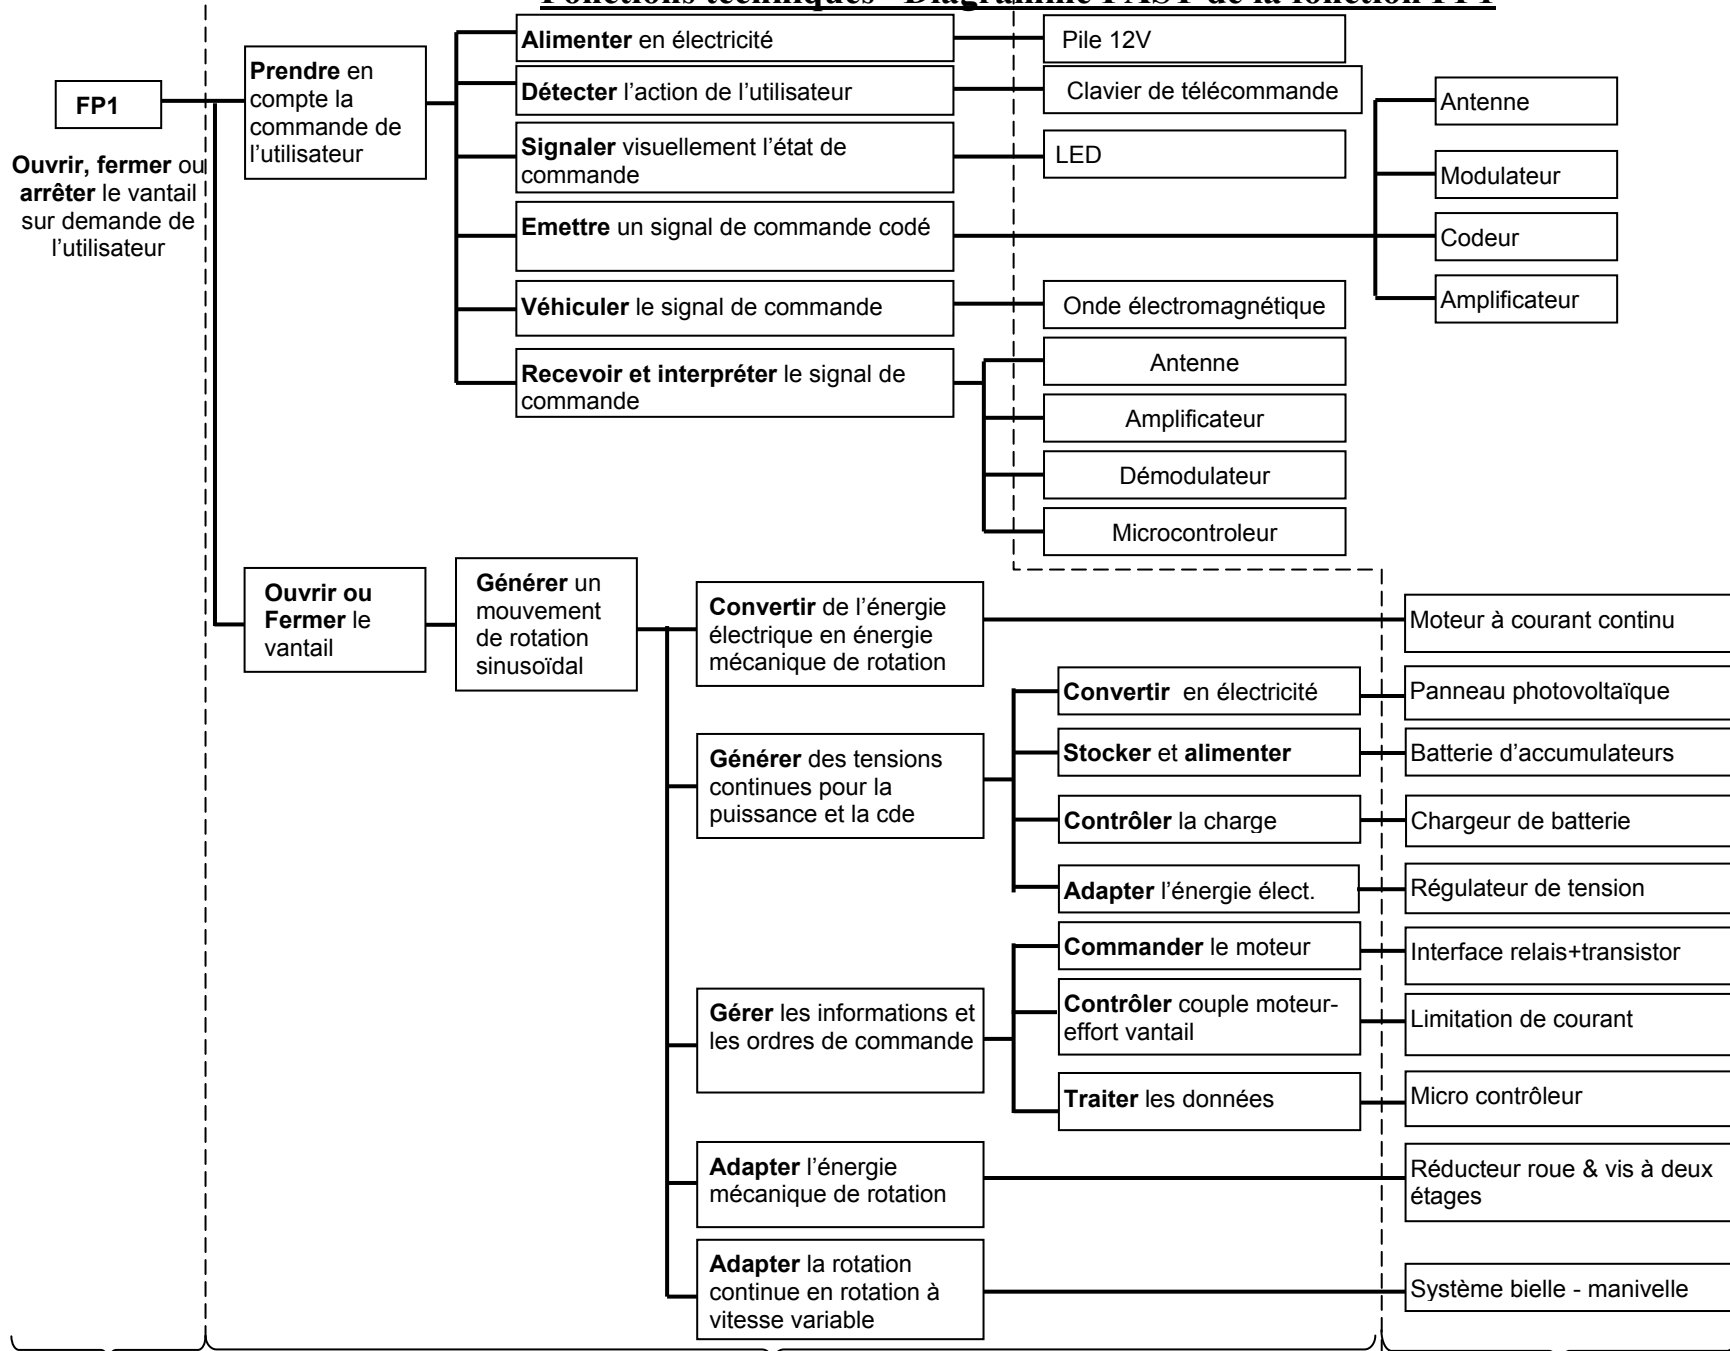 Fonctions techniques - Diagramme FAST de la fonction FP1
FP1
Ouvrir, fermer ou
arrêter le vantail
sur demande de
l'utilisateur
Prendre en
compte la
commande de
l'utilisateur
Alimenter en électricité
Pile 12V
Détecter l'action de l'utilisateur
Clavier de télécommande
Signaler visuellement l'état de
commande
LED
Emettre un signal de commande codé
Antenne
Modulateur
Codeur
Amplificateur
Véhiculer le signal de commande
Onde électromagnétique
Recevoir et interpréter le signal de
commande
Antenne
Amplificateur
Démodulateur
Microcontroleur
Ouvrir ou
Fermer le
vantail
Générer un
mouvement
de rotation
sinusoïdal
Convertir de l'énergie
électrique en énergie
mécanique de rotation
Moteur à courant continu
Générer des tensions
continues pour la
puissance et la cde
Convertir en électricité
Panneau photovoltaïque
Stocker et alimenter
Batterie d'accumulateurs
Contrôler la charge
Chargeur de batterie
Adapter l'énergie élect.
Régulateur de tension
Gérer les informations et
les ordres de commande
Commander le moteur
Interface relais+transistor
Contrôler couple moteur-
effort vantail
Limitation de courant
Traiter les données
Micro contrôleur
Adapter l'énergie
mécanique de rotation
Réducteur roue & vis à deux
étages
Adapter la rotation
continue en rotation à
vitesse variable
Système bielle - manivelle